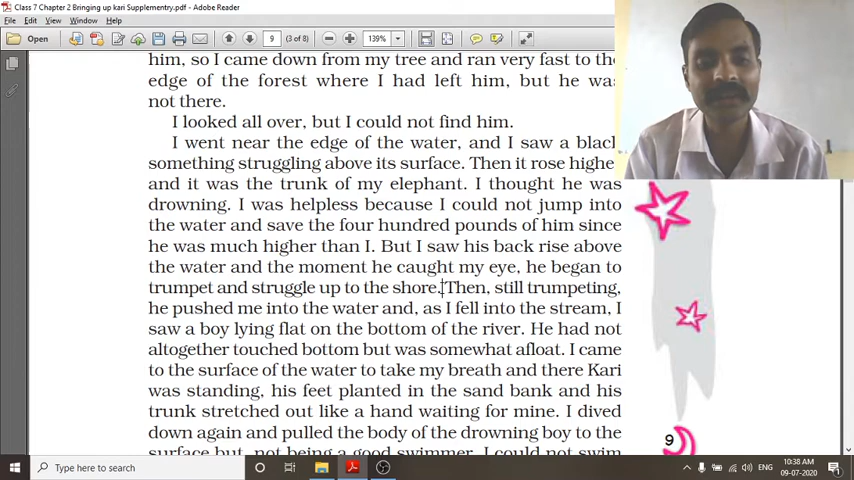 Class 7 Chapter 2 Bringing up kari Supplementry.pdf - Adobe Reader
File Edit View Window Help
Open 9 (3 of 8) 139%
him, so I came down from my tree and ran very fast to the
edge of the forest where I had left him, but he was
not there.
I looked all over, but I could not find him.
I went near the edge of the water, and I saw a black
something struggling above its surface. Then it rose higher
and it was the trunk of my elephant. I thought he was
drowning. I was helpless because I could not jump into
the water and save the four hundred pounds of him since
he was much higher than I. But I saw his back rise above
the water and the moment he caught my eye, he began to
trumpet and struggle up to the shore. Then, still trumpeting,
he pushed me into the water and, as I fell into the stream, I
saw a boy lying flat on the bottom of the river. He had not
altogether touched bottom but was somewhat afloat. I came
to the surface of the water to take my breath and there Kari
was standing, his feet planted in the sand bank and his
trunk stretched out like a hand waiting for mine. I dived
down again and pulled the body of the drowning boy to the
surface but, not being a good swimmer, I could not swim
9
Type here to search
ENG
10:38 AM
09-07-2020